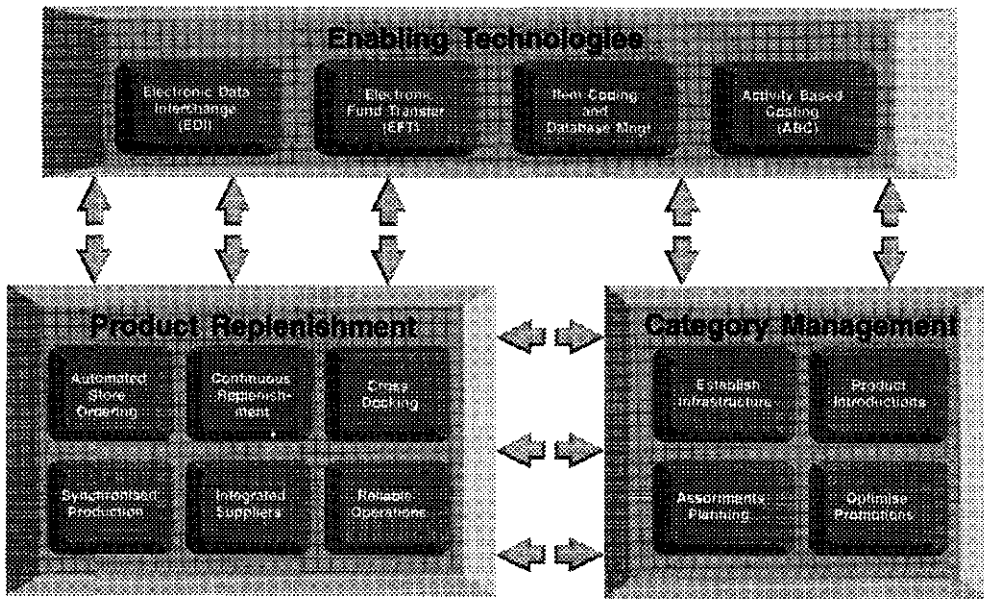 Enabling Technologies
Electronic Data
Interchange
(EDI)
Electronic
Fund Transfer
(EFT)
Item Coding
and
Database Mngt
Activity Based
Costing
(ABC)
Product Replenishment
Automated
Store
Ordering
Continuous
Replenish-
ment
Cross
Docking
Synchronised
Production
Integrated
Suppliers
Reliable
Operations
Category Management
Establish
Infrastructure
Product
Introductions
Assortments
Planning
Optimise
Promotions